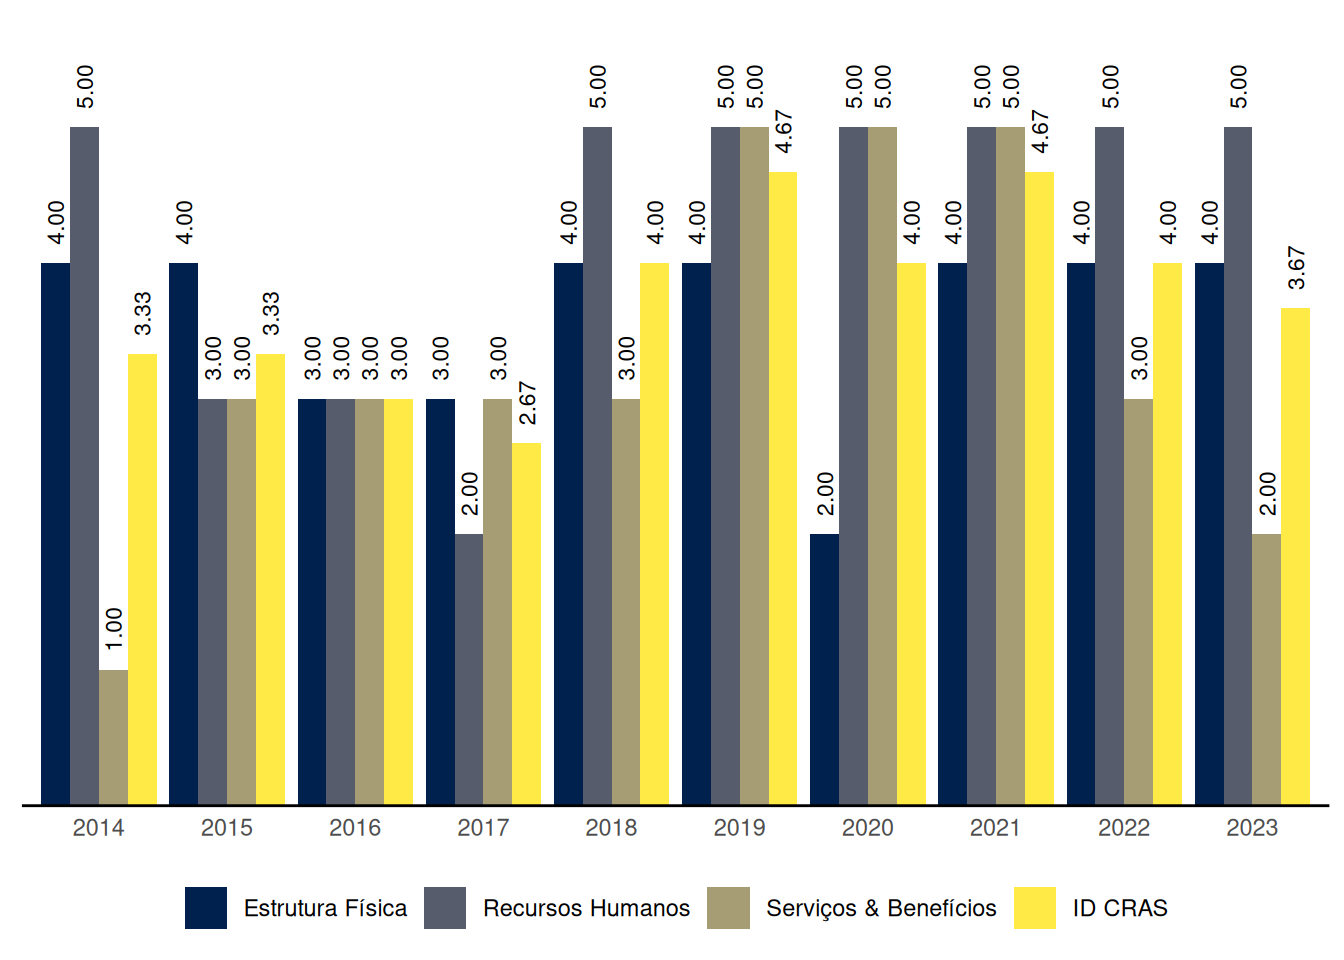 4.00 5.00 1.00 3.33 4.00 3.00 3.00 3.33 3.00 3.00 3.00 3.00 3.00 2.00 3.00 2.67 4.00 5.00 3.00 4.00 4.00 5.00 5.00 4.67 2.00 5.00 5.00 4.00 4.00 5.00 5.00 4.67 4.00 5.00 3.00 4.00 4.00 5.00 2.00 3.67
2014 2015 2016 2017 2018 2019 2020 2021 2022 2023
Estrutura Física Recursos Humanos Serviços & Benefícios ID CRAS